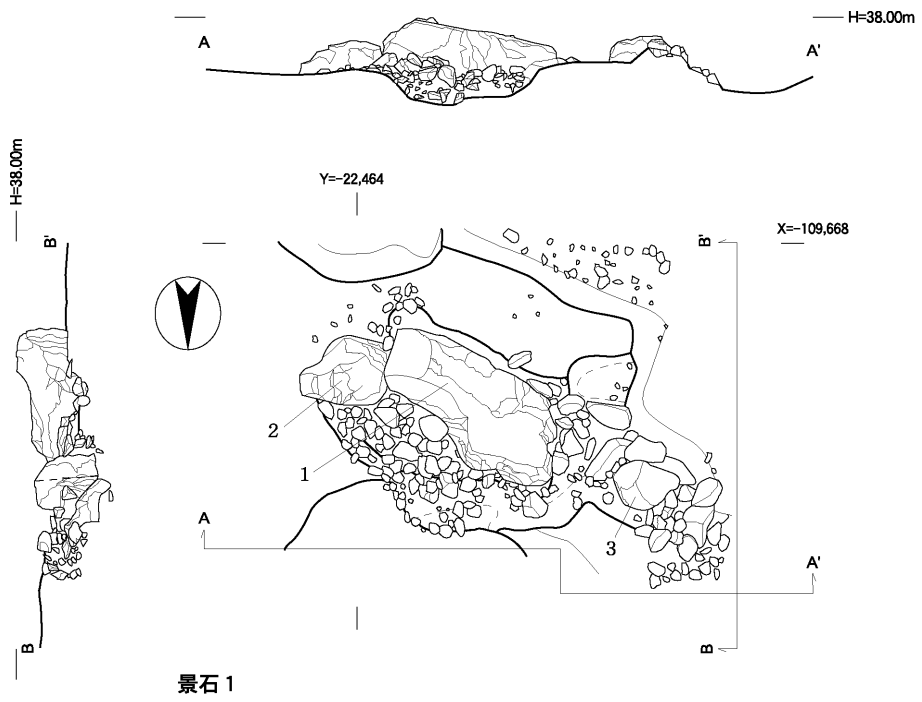 H=38.00m
A
A'
H=38.00m
Y=-22,464
X=-109,668
B'
B'
2
1
A
3
A'
B
B
景石 1